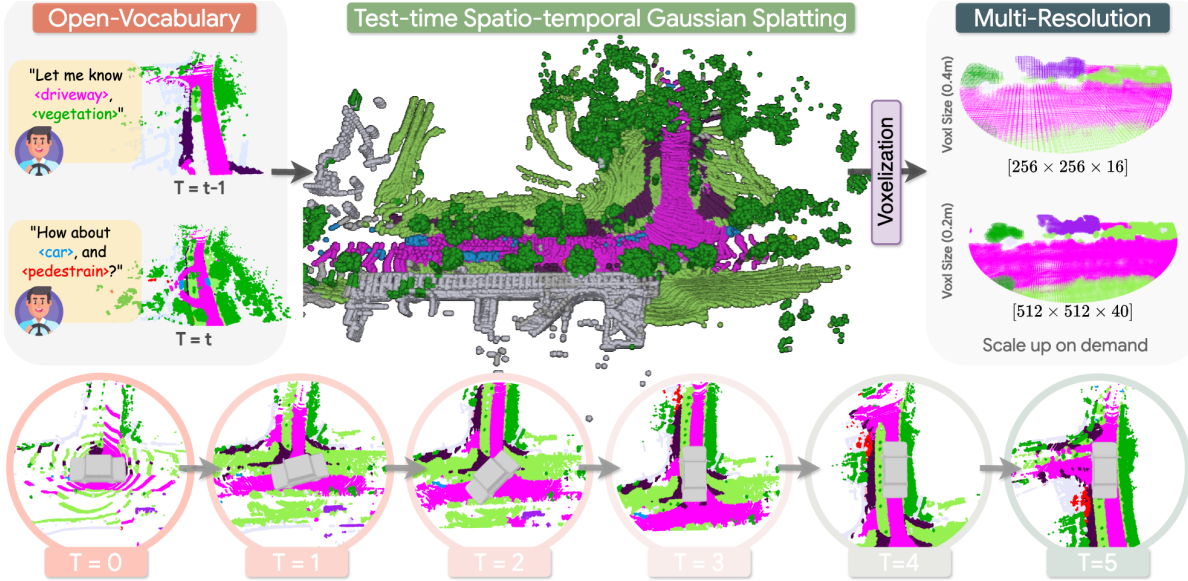 Open-Vocabulary
Test-time Spatio-temporal Gaussian Splatting
Multi-Resolution
"Let me know
<driveway>,
<vegetation>"
T = t-1
"How about
<car>, and
<pedestrain>?"
T = t
Voxelization
Voxl Size (0.4m)
[256 × 256 × 16]
Voxl Size (0.2m)
[512 × 512 × 40]
Scale up on demand
T = 0
T = 1
T = 2
T = 3
T=4
T=5